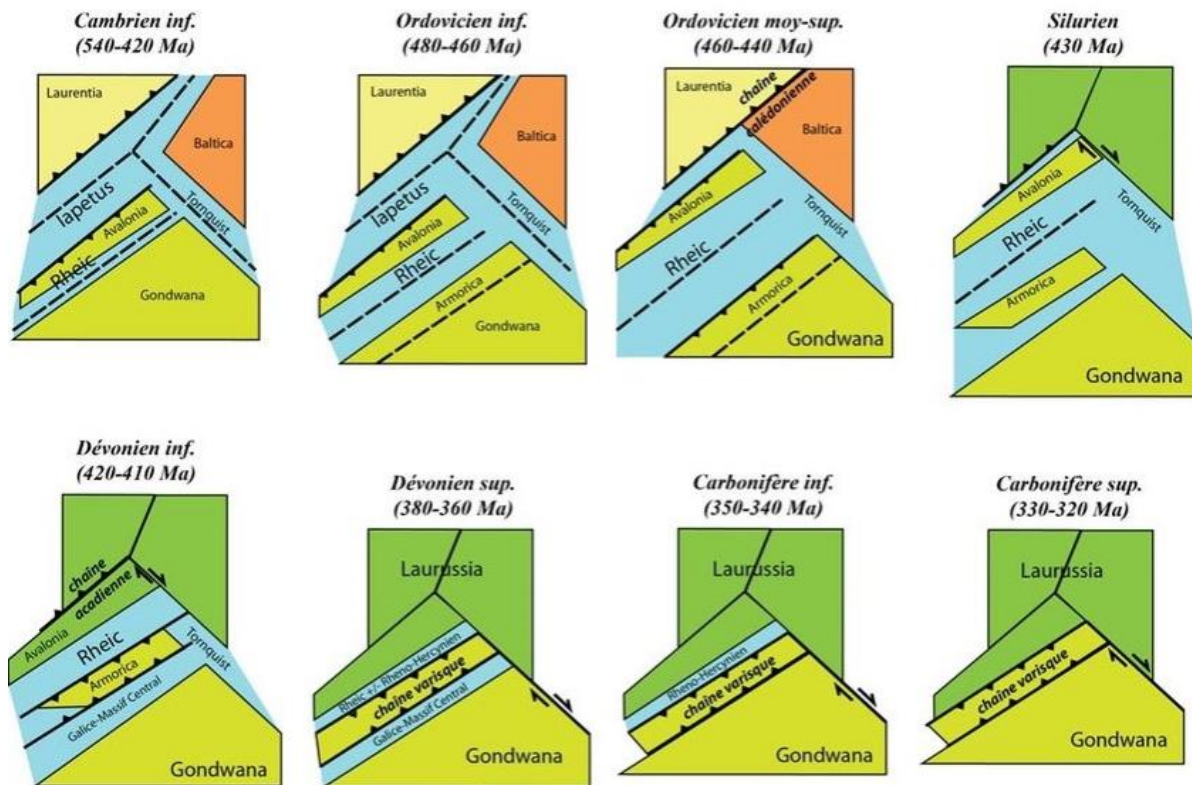 Cambrien inf.
(540-420 Ma)
Laurentia
Baltica
Iapetus
Tornquist
Avalonia
Rheic
Gondwana
Ordovicien inf.
(480-460 Ma)
Laurentia
Baltica
Iapetus
Tornquist
Avalonia
Rheic
Armorica
Gondwana
Ordovicien moy-sup.
(460-440 Ma)
Laurentia
chaîne
calédonienne
Baltica
Avalonia
Tornquist
Rheic
Armorica
Gondwana
Silurien
(430 Ma)
Avalonia
Tornquist
Rheic
Armorica
Gondwana
Dévonien inf.
(420-410 Ma)
chaîne
acadienne
Avalonia
Rheic
Tornquist
Armorica
Galice-Massif Central
Gondwana
Dévonien sup.
(380-360 Ma)
Laurussia
Rheic +/- Rheno-Hercynien
chaîne varisque
Galice-Massif Central
Gondwana
Carbonifère inf.
(350-340 Ma)
Laurussia
Rheno-Hercynien
chaîne varisque
Gondwana
Carbonifère sup.
(330-320 Ma)
Laurussia
chaîne varisque
Gondwana